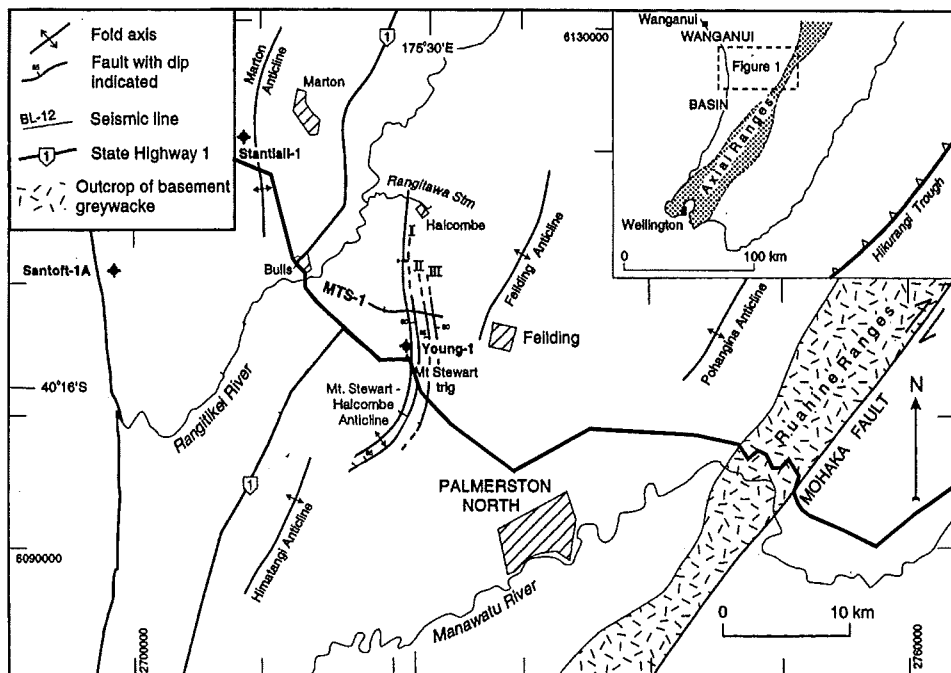 Fold axis
Fault with dip
indicated
BL-12
Seismic line
1
State Highway 1
Outcrop of basement
greywacke
Marton
Anticline
Marton
1
175°30'E
6130000
Stantiall-1
Rangitawa Stm
Halcombe
Santoft-1A
Bulls
MTS-1
I
II
III
Feilding Anticline
Feilding
Young-1
Mt Stewart
trig
40°16'S
Rangitikei River
Mt. Stewart -
Halcombe
Anticline
Pohangina Anticline
Ruahine Ranges
MOHAKA FAULT
N
1
Himatangi Anticline
PALMERSTON
NORTH
6090000
Manawatu River
0 10 km
2700000
2760000
Wanganui
WANGANUI
Figure 1
BASIN
Axial Ranges
Wellington
Hikurangi Trough
0 100 km